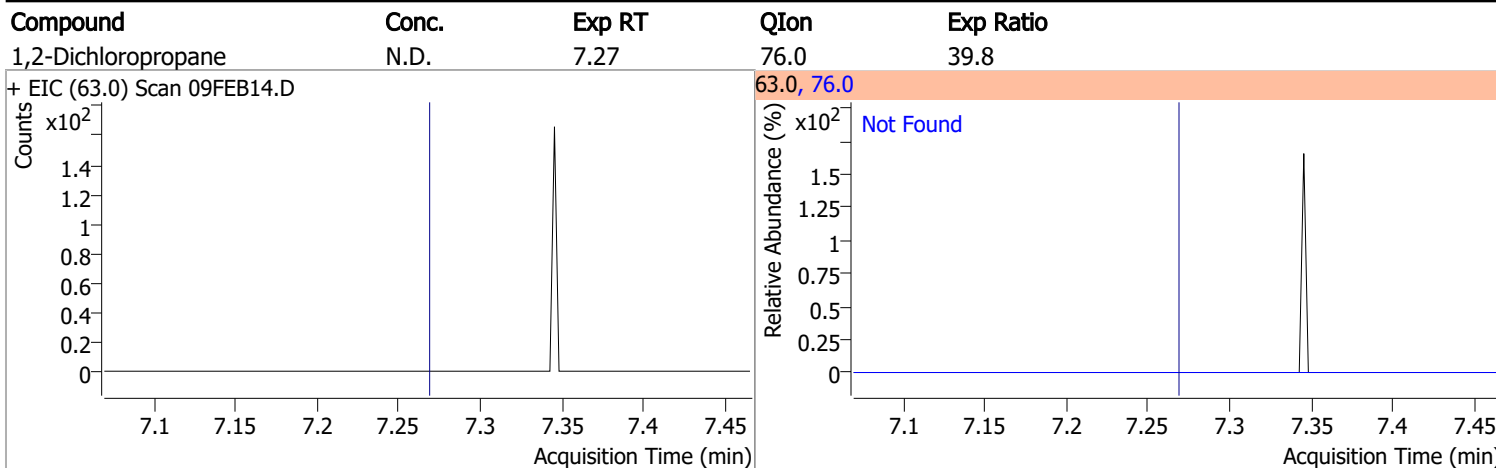 Compound Conc. Exp RT QIon Exp Ratio
1,2-Dichloropropane N.D. 7.27 76.0 39.8
+ EIC (63.0) Scan 09FEB14.D
Counts
x10²
1.4
1.2
1
0.8
0.6
0.4
0.2
0
7.1 7.15 7.2 7.25 7.3 7.35 7.4 7.45
Acquisition Time (min)
63.0, 76.0
Relative Abundance (%)
x10²
Not Found
1.5
1.25
1
0.75
0.5
0.25
0
7.1 7.15 7.2 7.25 7.3 7.35 7.4 7.45
Acquisition Time (min)